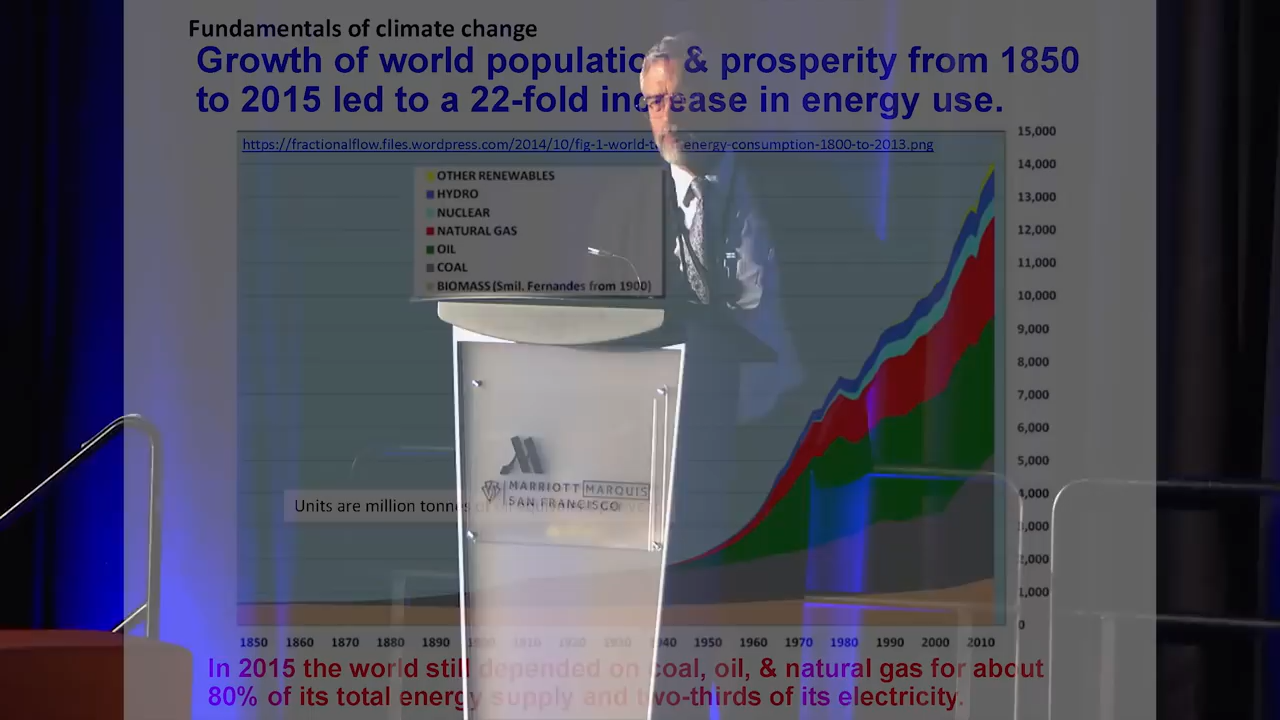 Fundamentals of climate change
Growth of world population & prosperity from 1850
to 2015 led to a 22-fold increase in energy use.
15,000
https://fractionalflow.files.wordpress.com/2014/10/fig-1-world-t energy-consumption-1800-to-2013.png
14,000
OTHER RENEWABLES
HYDRO
13,000
NUCLEAR
NATURAL GAS
12,000
OIL
11,000
COAL
BIOMASS (Smil. Fernandes from 1900)
10,000
9,000
8,000
7,000
6,000
5,000
4,000
MARRIOTT MARQUIS
SAN FRANCISCO
Units are million tonnes
3,000
2,000
1,000
0
1850 1860 1870 1880 1890 1900 1910 1920 1930 1940 1950 1960 1970 1980 1990 2000 2010
In 2015 the world still depended on coal, oil, & natural gas for about
80% of its total energy supply and two-thirds of its electricity.